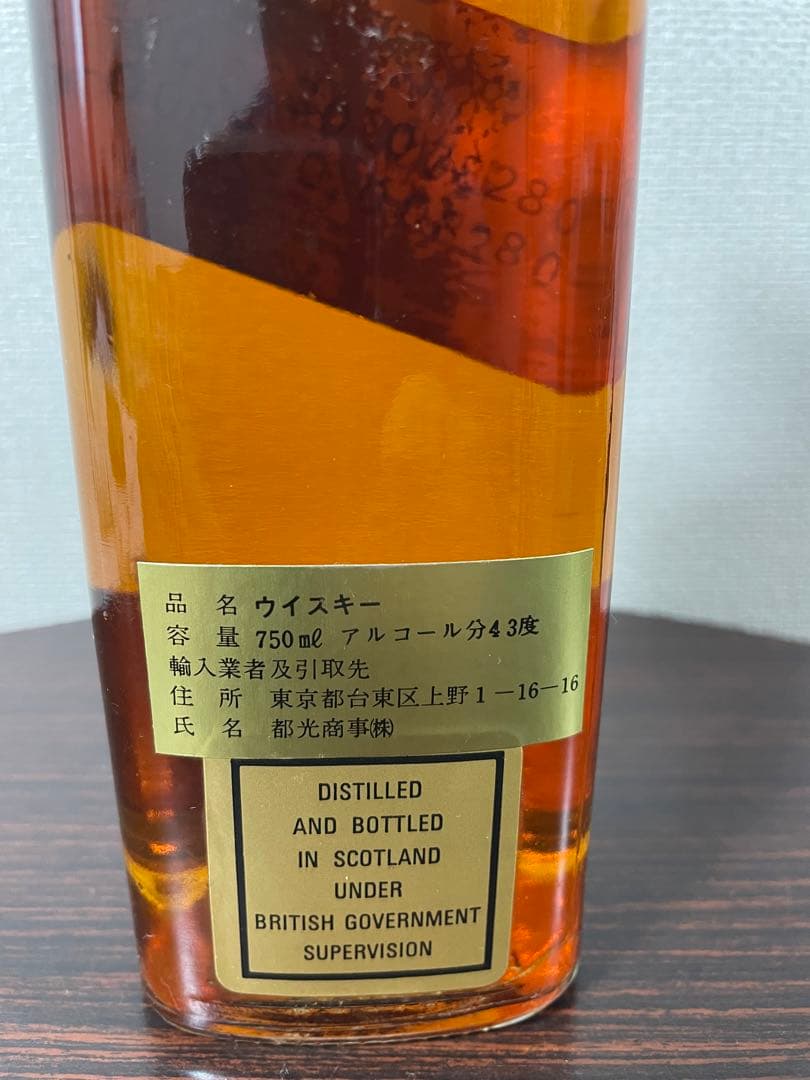 品 名 ウイスキー
容 量 750㎖ アルコール分43度
輸入業者及引取先
住 所 東京都台東区上野1-16-16
氏 名 都光商事㈱
DISTILLED
AND BOTTLED
IN SCOTLAND
UNDER
BRITISH GOVERNMENT
SUPERVISION